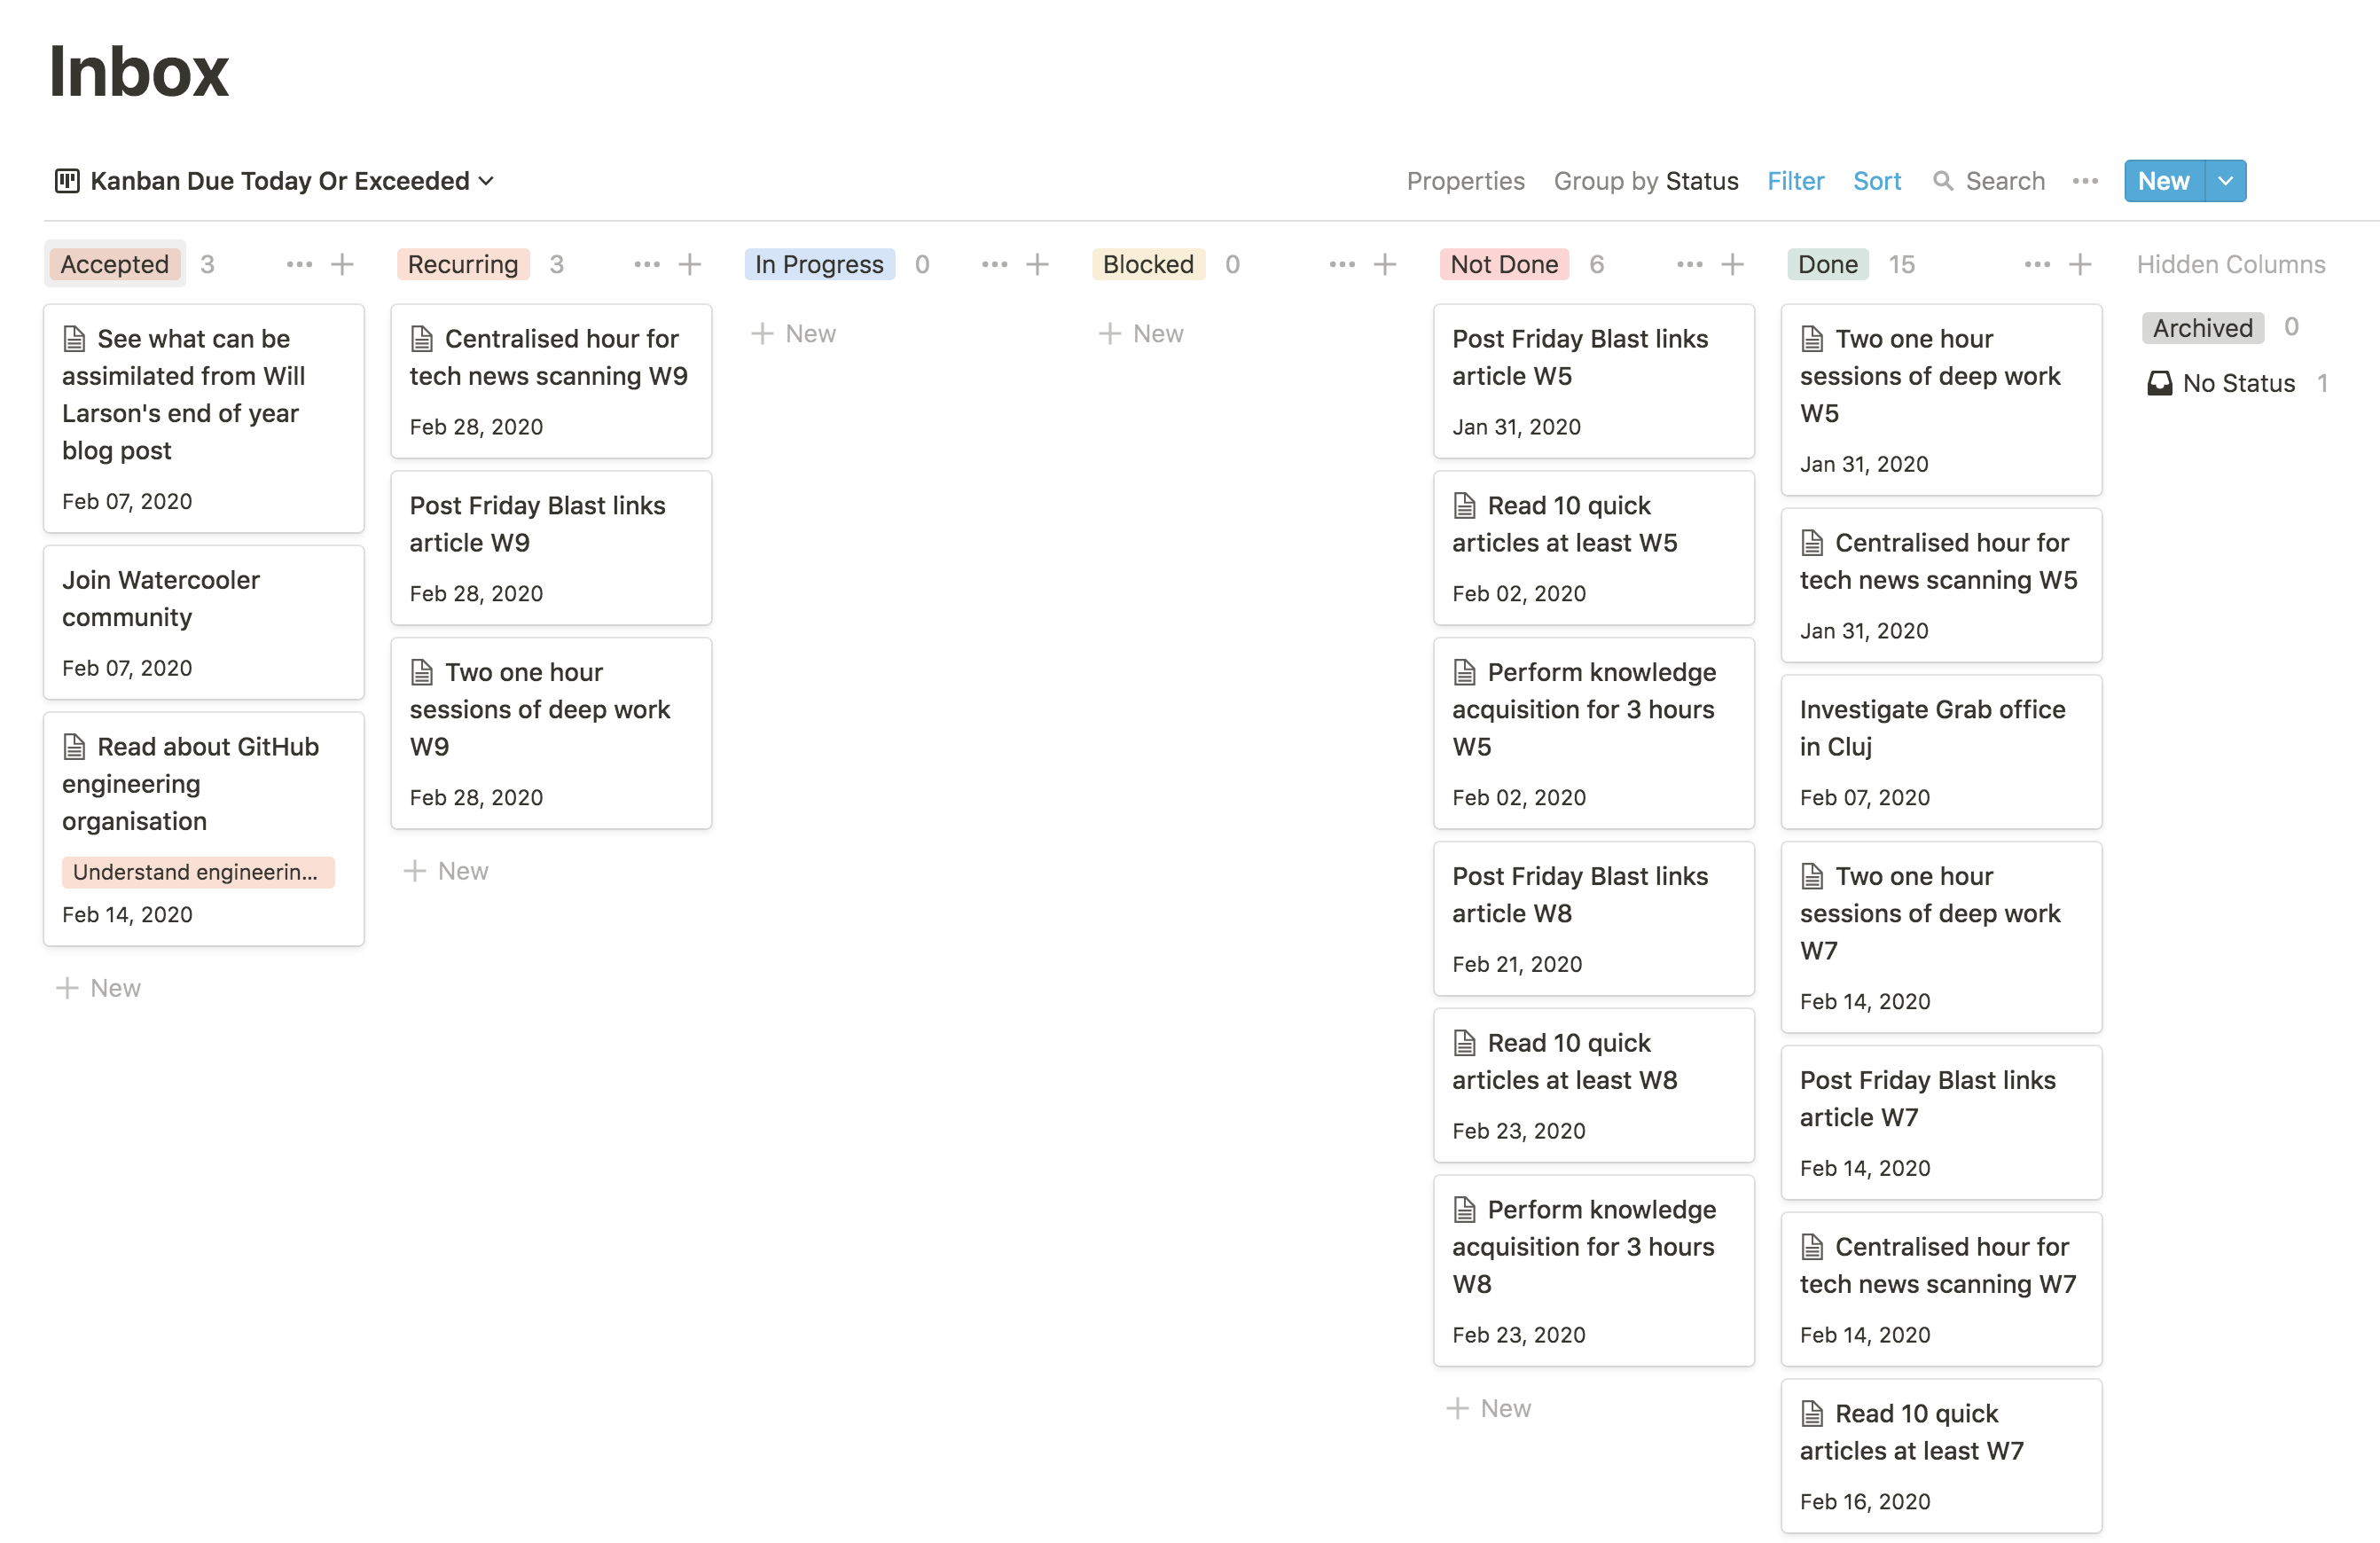 Inbox
Kanban Due Today Or Exceeded
Properties Group by Status Filter Sort Search New
Accepted 3
See what can be
assimilated from Will
Larson's end of year
blog post
Feb 07, 2020
Join Watercooler
community
Feb 07, 2020
Read about GitHub
engineering
organisation
Understand engineerin...
Feb 14, 2020
+ New
Recurring 3
Centralised hour for
tech news scanning W9
Feb 28, 2020
Post Friday Blast links
article W9
Feb 28, 2020
Two one hour
sessions of deep work
W9
Feb 28, 2020
+ New
In Progress 0
+ New
Blocked 0
+ New
Not Done 6
Post Friday Blast links
article W5
Jan 31, 2020
Read 10 quick
articles at least W5
Feb 02, 2020
Perform knowledge
acquisition for 3 hours
W5
Feb 02, 2020
Post Friday Blast links
article W8
Feb 21, 2020
Read 10 quick
articles at least W8
Feb 23, 2020
Perform knowledge
acquisition for 3 hours
W8
Feb 23, 2020
+ New
Done 15
Two one hour
sessions of deep work
W5
Jan 31, 2020
Centralised hour for
tech news scanning W5
Jan 31, 2020
Investigate Grab office
in Cluj
Feb 07, 2020
Two one hour
sessions of deep work
W7
Feb 14, 2020
Post Friday Blast links
article W7
Feb 14, 2020
Centralised hour for
tech news scanning W7
Feb 14, 2020
Read 10 quick
articles at least W7
Feb 16, 2020
Hidden Columns
Archived 0
No Status 1